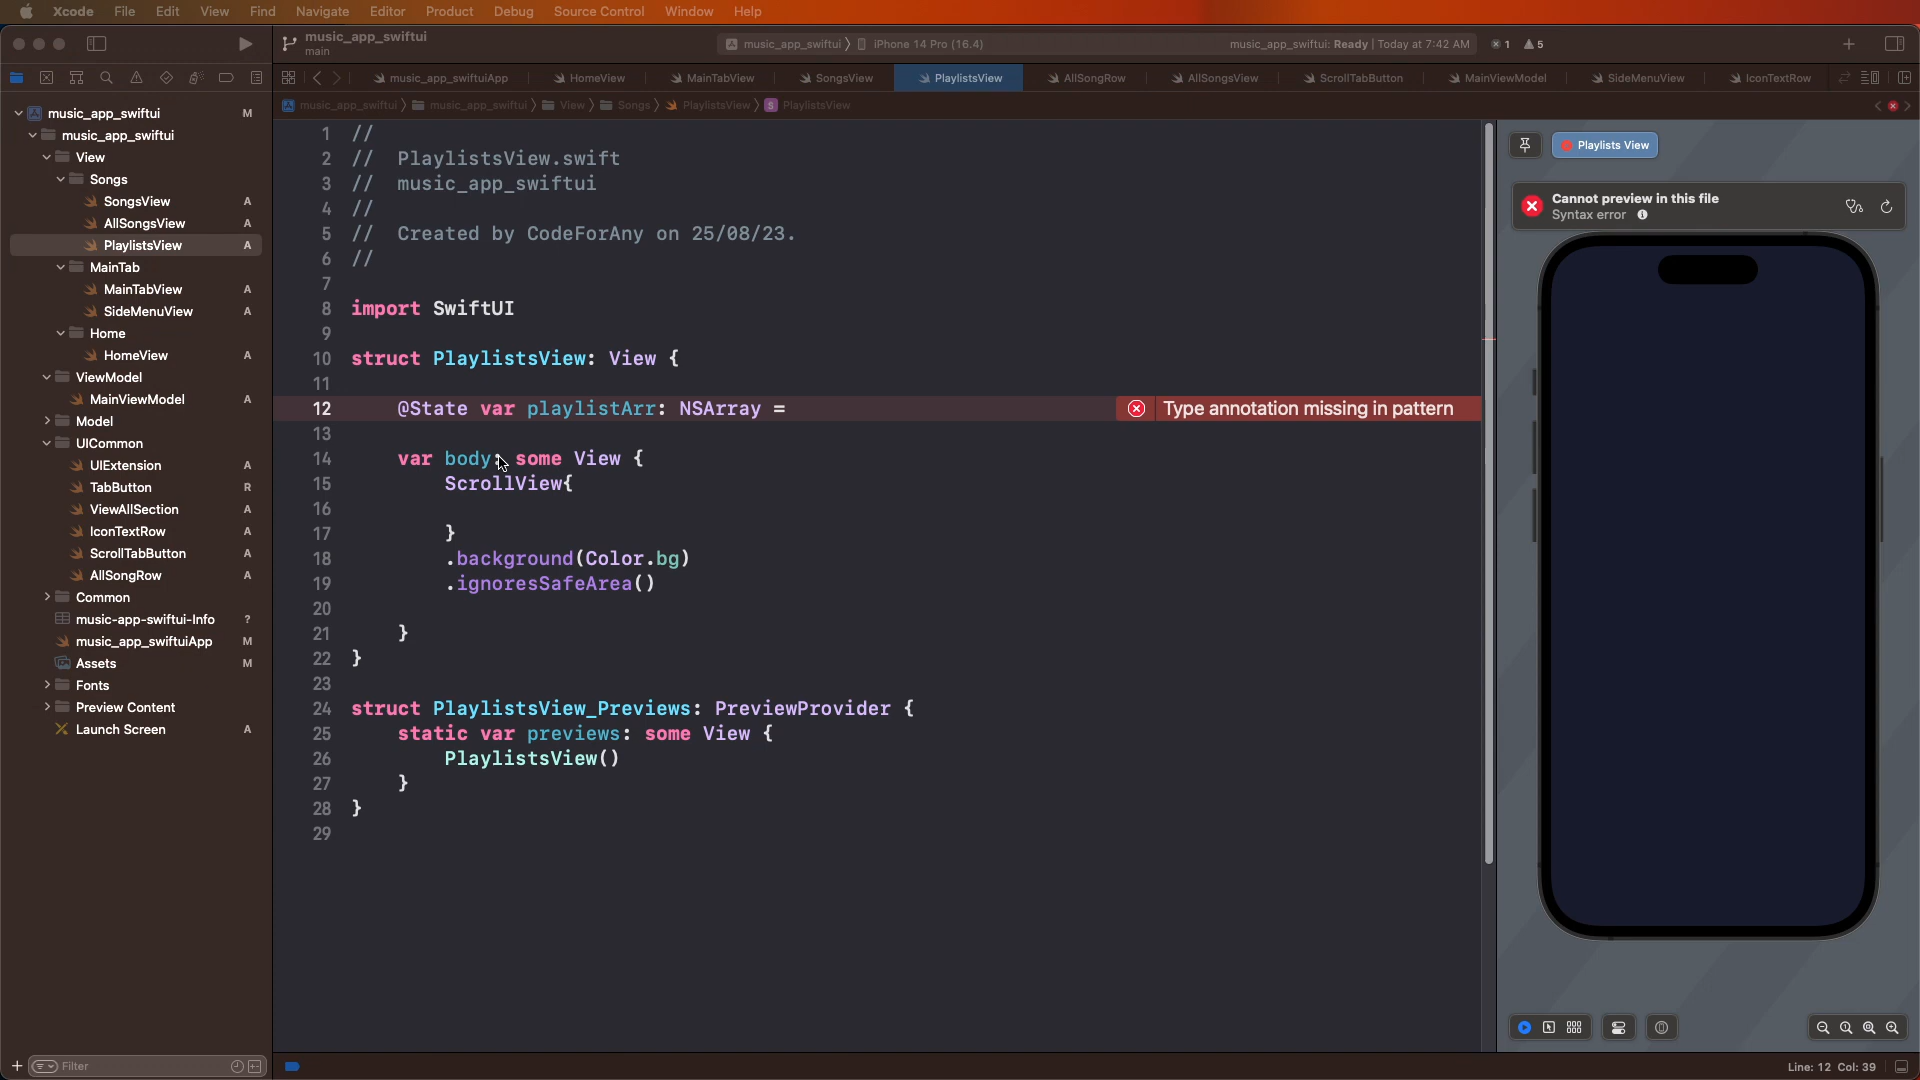 Xcode File Edit View Find Navigate Editor Product Debug Source Control Window Help
music_app_swiftui
main
music_app_swiftui 〉 iPhone 14 Pro (16.4)
music_app_swiftui: Ready | Today at 7:42 AM
1
5
music_app_swiftuiApp HomeView MainTabView SongsView PlaylistsView AllSongRow AllSongsView ScrollTabButton MainViewModel SideMenuView IconTextRow
music_app_swiftui 〉 music_app_swiftui 〉 View 〉 Songs 〉 PlaylistsView 〉 S PlaylistsView
music_app_swiftui M
music_app_swiftui
View
Songs
SongsView A
AllSongsView A
PlaylistsView A
MainTab
MainTabView A
SideMenuView A
Home
HomeView A
ViewModel
MainViewModel A
Model
UICommon
UIExtension A
TabButton R
ViewAllSection A
IconTextRow A
ScrollTabButton A
AllSongRow A
Common
music-app-swiftui-Info ?
music_app_swiftuiApp M
Assets M
Fonts
Preview Content
Launch Screen A
Filter
1 //
2 // PlaylistsView.swift
3 // music_app_swiftui
4 //
5 // Created by CodeForAny on 25/08/23.
6 //
7
8 import SwiftUI
9
10 struct PlaylistsView: View {
11
12 @State var playlistArr: NSArray =
Type annotation missing in pattern
13
14 var body: some View {
15 ScrollView{
16
17 }
18 .background(Color.bg)
19 .ignoresSafeArea()
20
21 }
22 }
23
24 struct PlaylistsView_Previews: PreviewProvider {
25 static var previews: some View {
26 PlaylistsView()
27 }
28 }
29
Playlists View
Cannot preview in this file
Syntax error
Line: 12 Col: 39